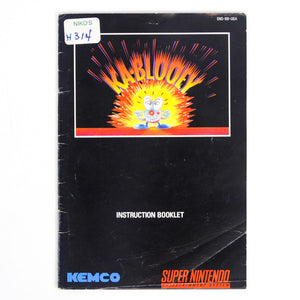 SNS-KB-USA
NIKO'S
H314
KA·BLOOEY
INSTRUCTION BOOKLET
KEMCO
SUPER NINTENDO
ENTERTAINMENT SYSTEM